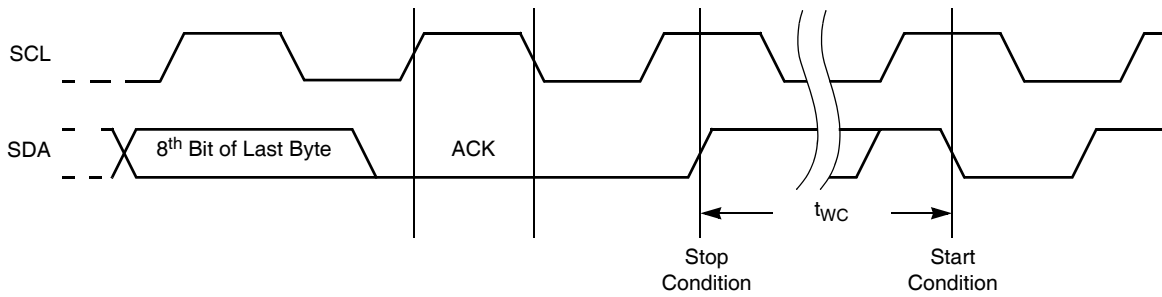 SCL
SDA
8th Bit of Last Byte
ACK
tWC
Stop
Condition
Start
Condition